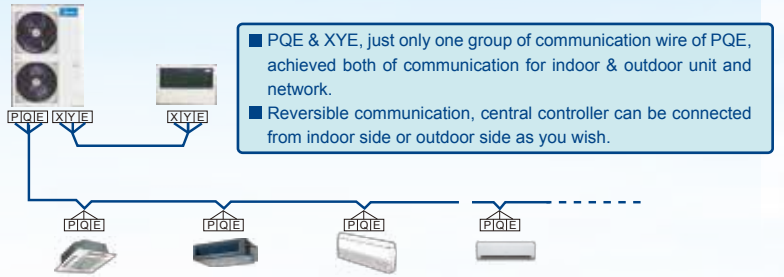 ■ PQE & XYE, just only one group of communication wire of PQE,
achieved both of communication for indoor & outdoor unit and
network.
■ Reversible communication, central controller can be connected
from indoor side or outdoor side as you wish.
P Q E X Y E X Y E
P Q E P Q E P Q E P Q E